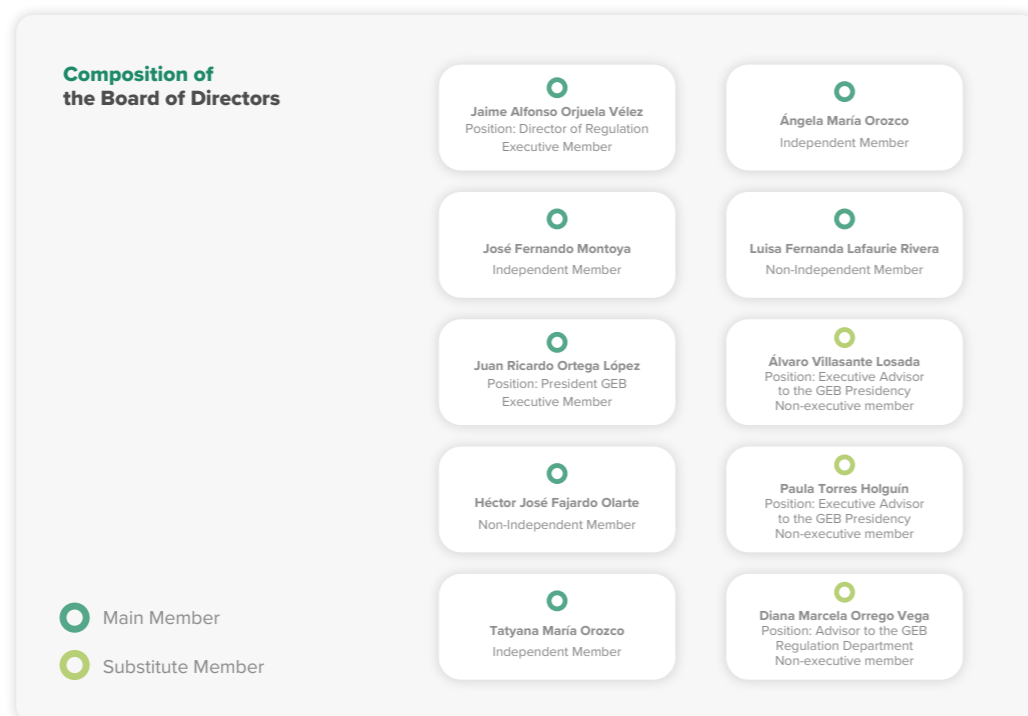 Composition of
the Board of Directors
Jaime Alfonso Orjuela Vélez
Position: Director of Regulation
Executive Member
Ángela María Orozco
Independent Member
José Fernando Montoya
Independent Member
Luisa Fernanda Lafaurie Rivera
Non-Independent Member
Juan Ricardo Ortega López
Position: President GEB
Executive Member
Álvaro Villasante Losada
Position: Executive Advisor
to the GEB Presidency
Non-executive member
Héctor José Fajardo Olarte
Non-Independent Member
Paula Torres Holguín
Position: Executive Advisor
to the GEB Presidency
Non-executive member
Tatyana María Orozco
Independent Member
Diana Marcela Orrego Vega
Position: Advisor to the GEB
Regulation Department
Non-executive member
Main Member
Substitute Member